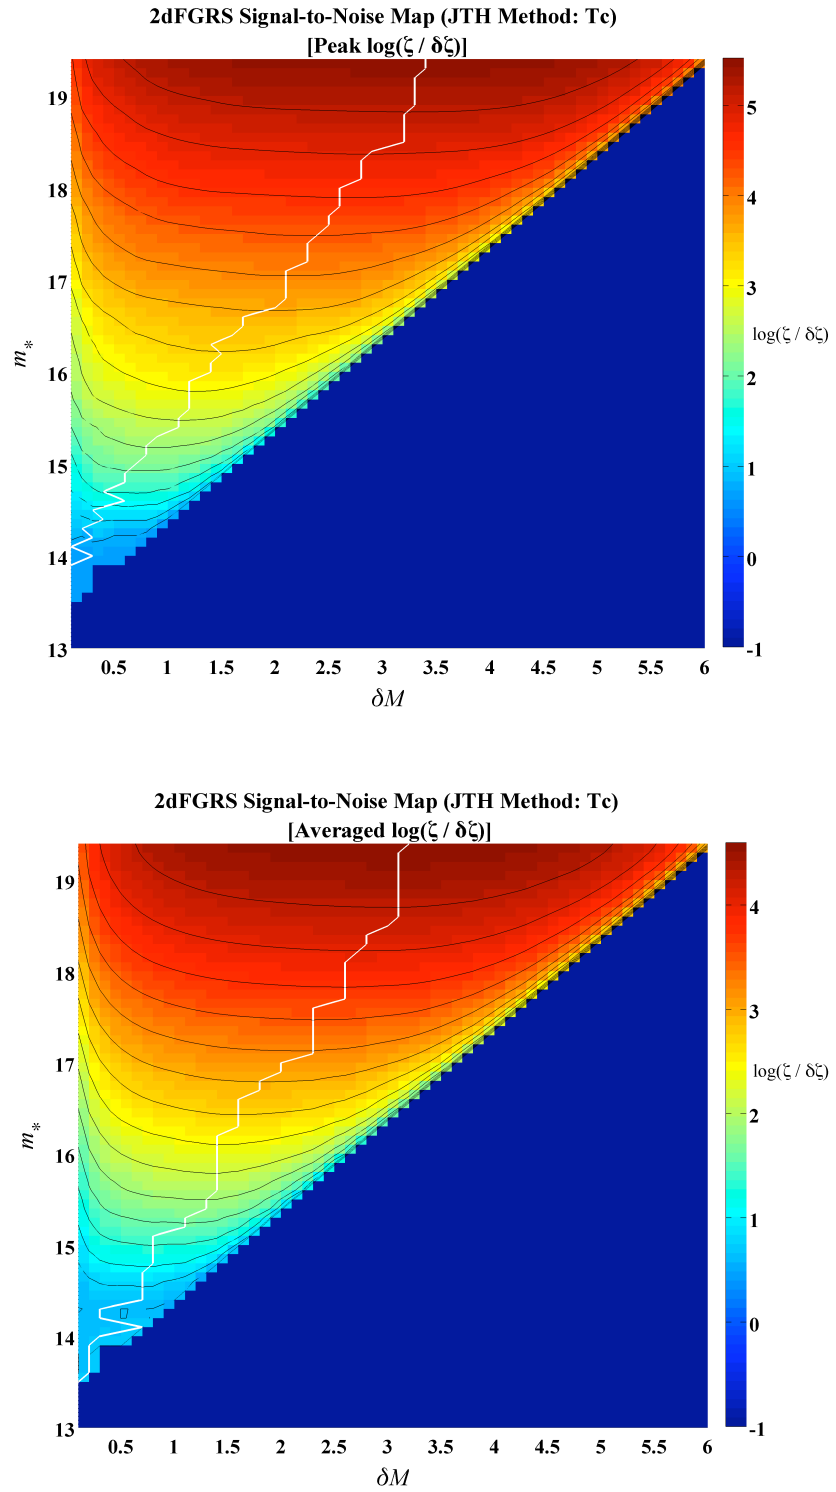 2dFGRS Signal-to-Noise Map (JTH Method: Tc)
[Peak log(ζ / δζ)]
19
18
17
16
15
14
13
m*
0.5 1 1.5 2 2.5 3 3.5 4 4.5 5 5.5 6
δM
5
4
3
2
1
0
-1
log(ζ / δζ)
2dFGRS Signal-to-Noise Map (JTH Method: Tc)
[Averaged log(ζ / δζ)]
19
18
17
16
15
14
13
m*
0.5 1 1.5 2 2.5 3 3.5 4 4.5 5 5.5 6
δM
4
3
2
1
0
-1
log(ζ / δζ)